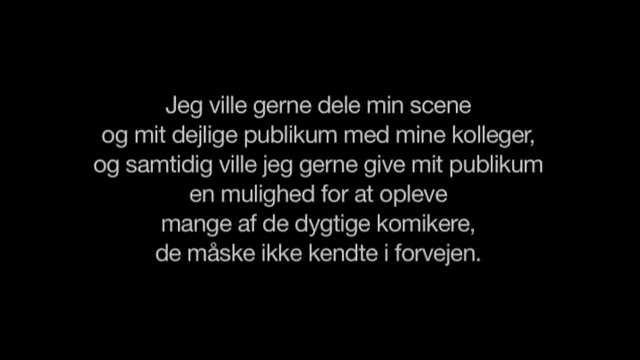 Jeg ville gerne dele min scene
og mit dejlige publikum med mine kolleger,
og samtidig ville jeg gerne give mit publikum
en mulighed for at opleve
mange af de dygtige komikere,
de måske ikke kendte i forvejen.